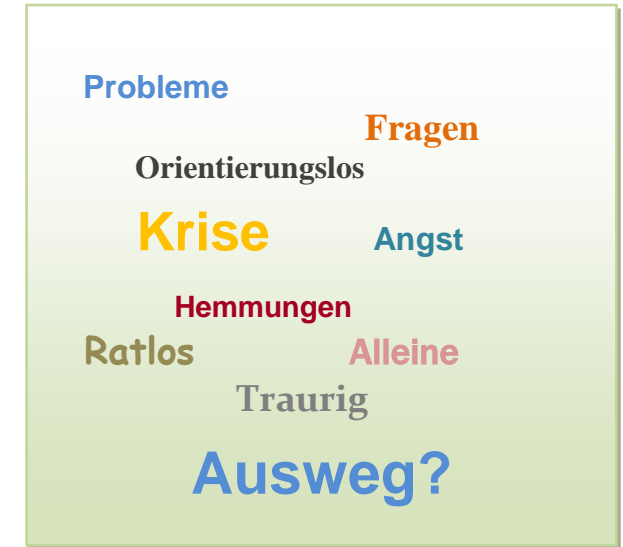 Probleme
Fragen
Orientierungslos
Krise Angst
Hemmungen
Ratlos Alleine
Traurig
Ausweg?